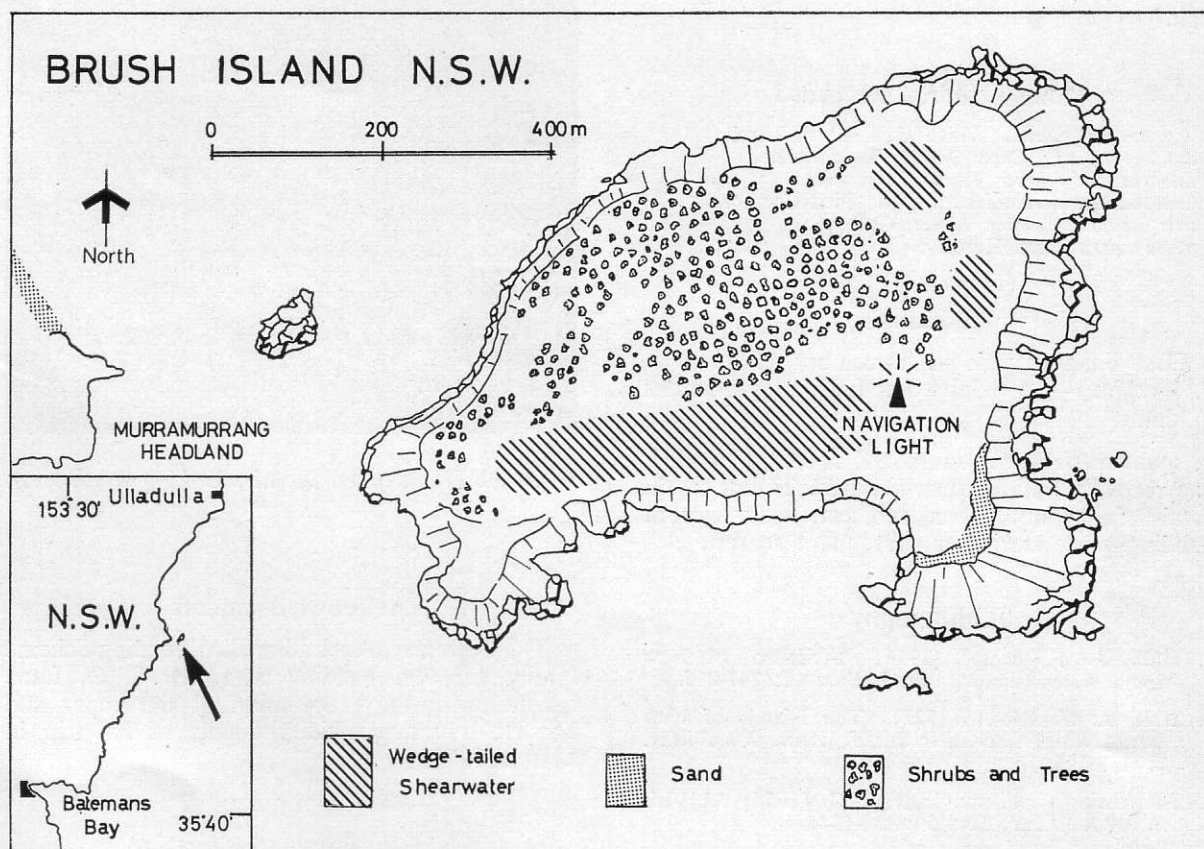 BRUSH ISLAND N.S.W.
0 200 400m
North
MURRAMURRANG
HEADLAND
NAVIGATION
LIGHT
Ulladulla
153°30'
N.S.W.
Batemans
Bay
35°40'
Wedge-tailed
Shearwater
Sand
Shrubs and Trees